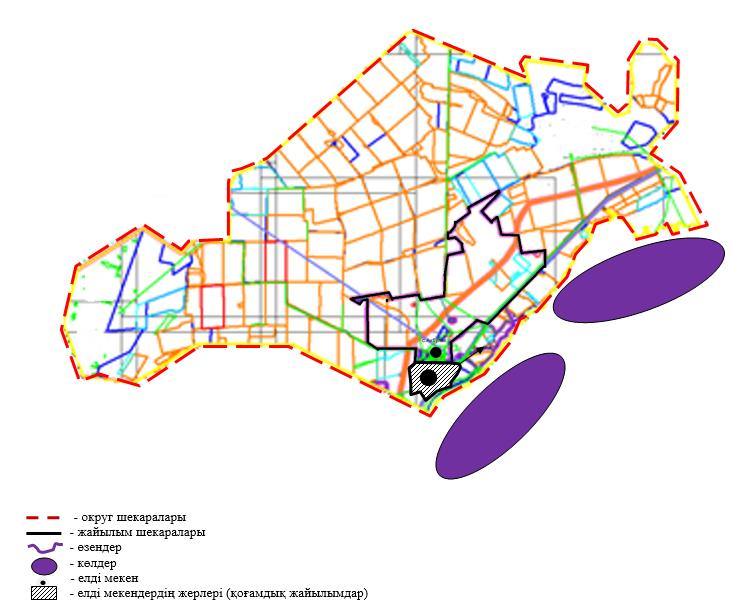 - округ шекаралары
- жайылым шекаралары
- өзендер
- көлдер
- елді мекен
- елді мекендердің жерлері (қоғамдық жайылымдар)